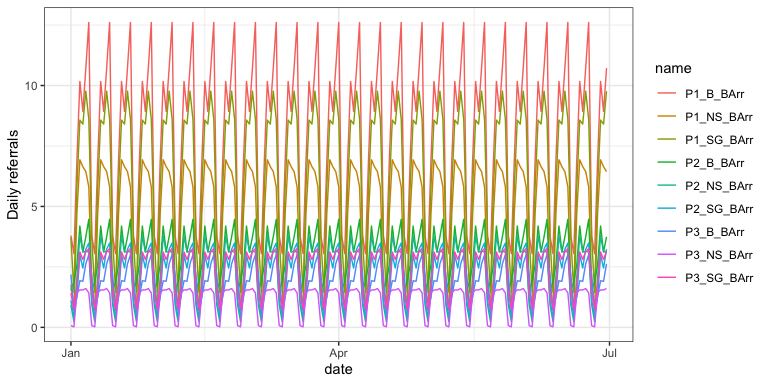 10
5
0
Daily referrals
Jan
Apr
Jul
date
name
P1_B_BArr
P1_NS_BArr
P1_SG_BArr
P2_B_BArr
P2_NS_BArr
P2_SG_BArr
P3_B_BArr
P3_NS_BArr
P3_SG_BArr